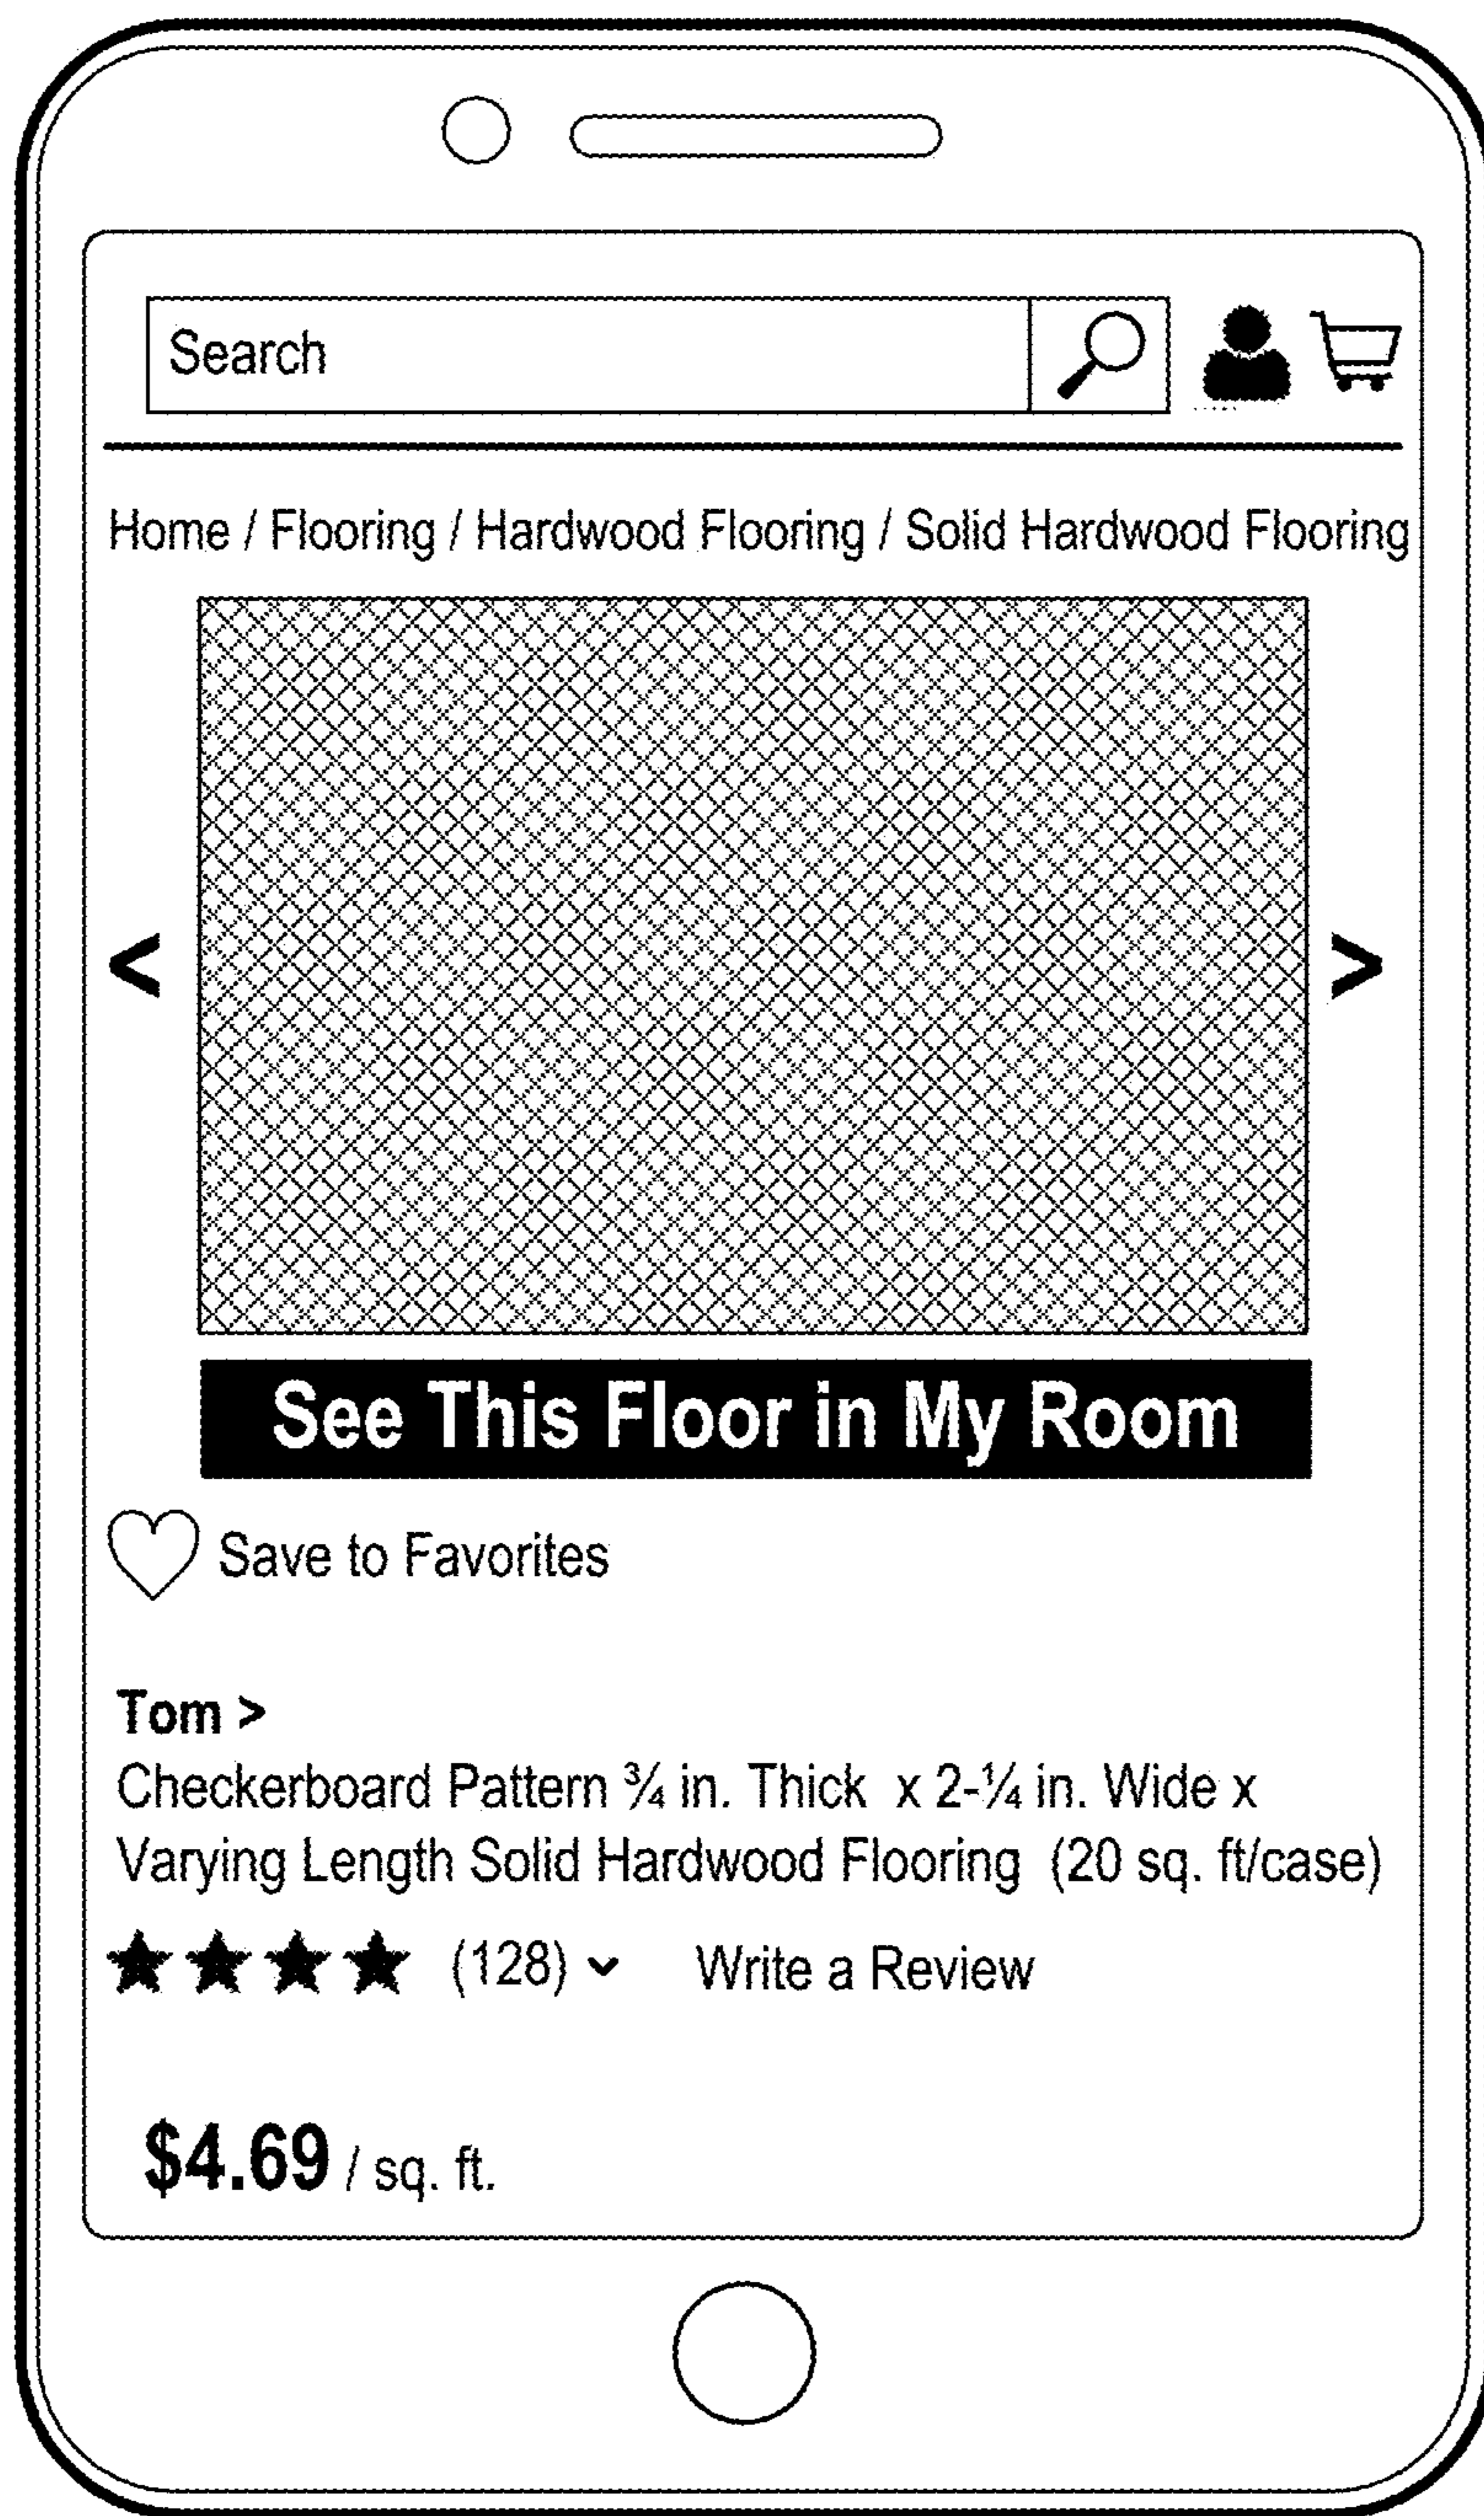 Search
Home / Flooring / Hardwood Flooring / Solid Hardwood Flooring
< >
See This Floor in My Room
Save to Favorites
Tom >
Checkerboard Pattern ¾ in. Thick x 2-¼ in. Wide x
Varying Length Solid Hardwood Flooring (20 sq. ft/case)
★★★★ (128) Write a Review
$4.69 / sq. ft.